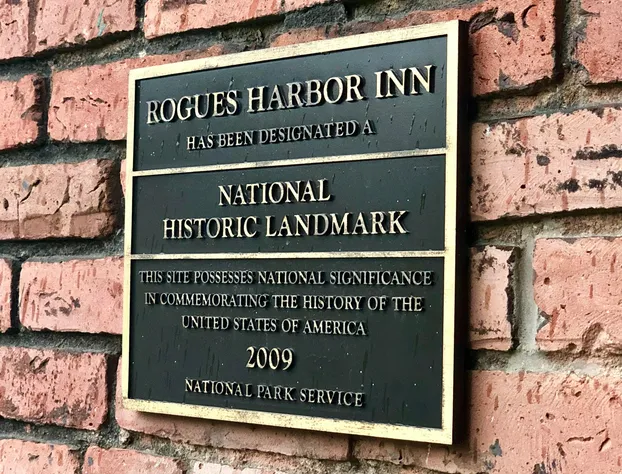 ROGUES HARBOR INN
HAS BEEN DESIGNATED A
NATIONAL
HISTORIC LANDMARK
THIS SITE POSSESSES NATIONAL SIGNIFICANCE
IN COMMEMORATING THE HISTORY OF THE
UNITED STATES OF AMERICA
2009
NATIONAL PARK SERVICE